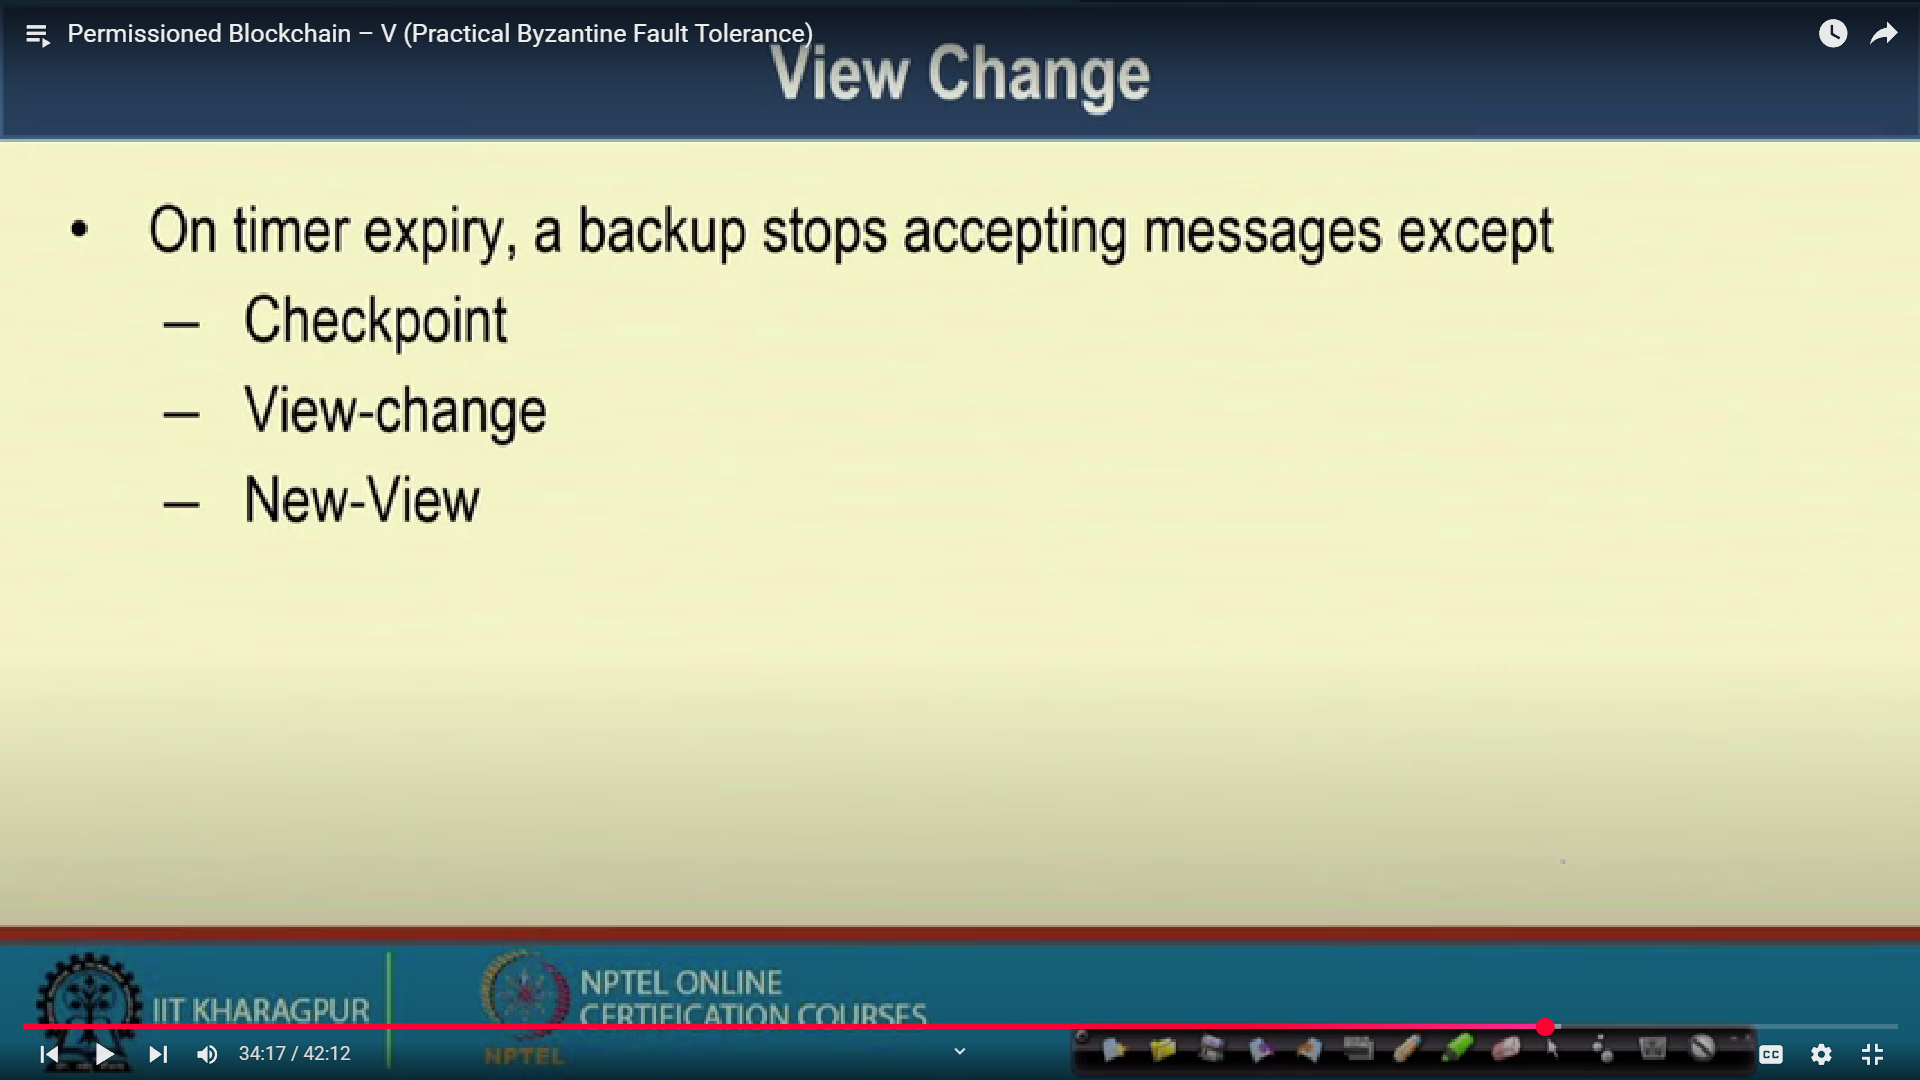 Permissioned Blockchain – V (Practical Byzantine Fault Tolerance)
View Change
• On timer expiry, a backup stops accepting messages except
– Checkpoint
– View-change
– New-View
IIT KHARAGPUR
NPTEL ONLINE
CERTIFICATION COURSES
NPTEL
34:17 / 42:12
CC